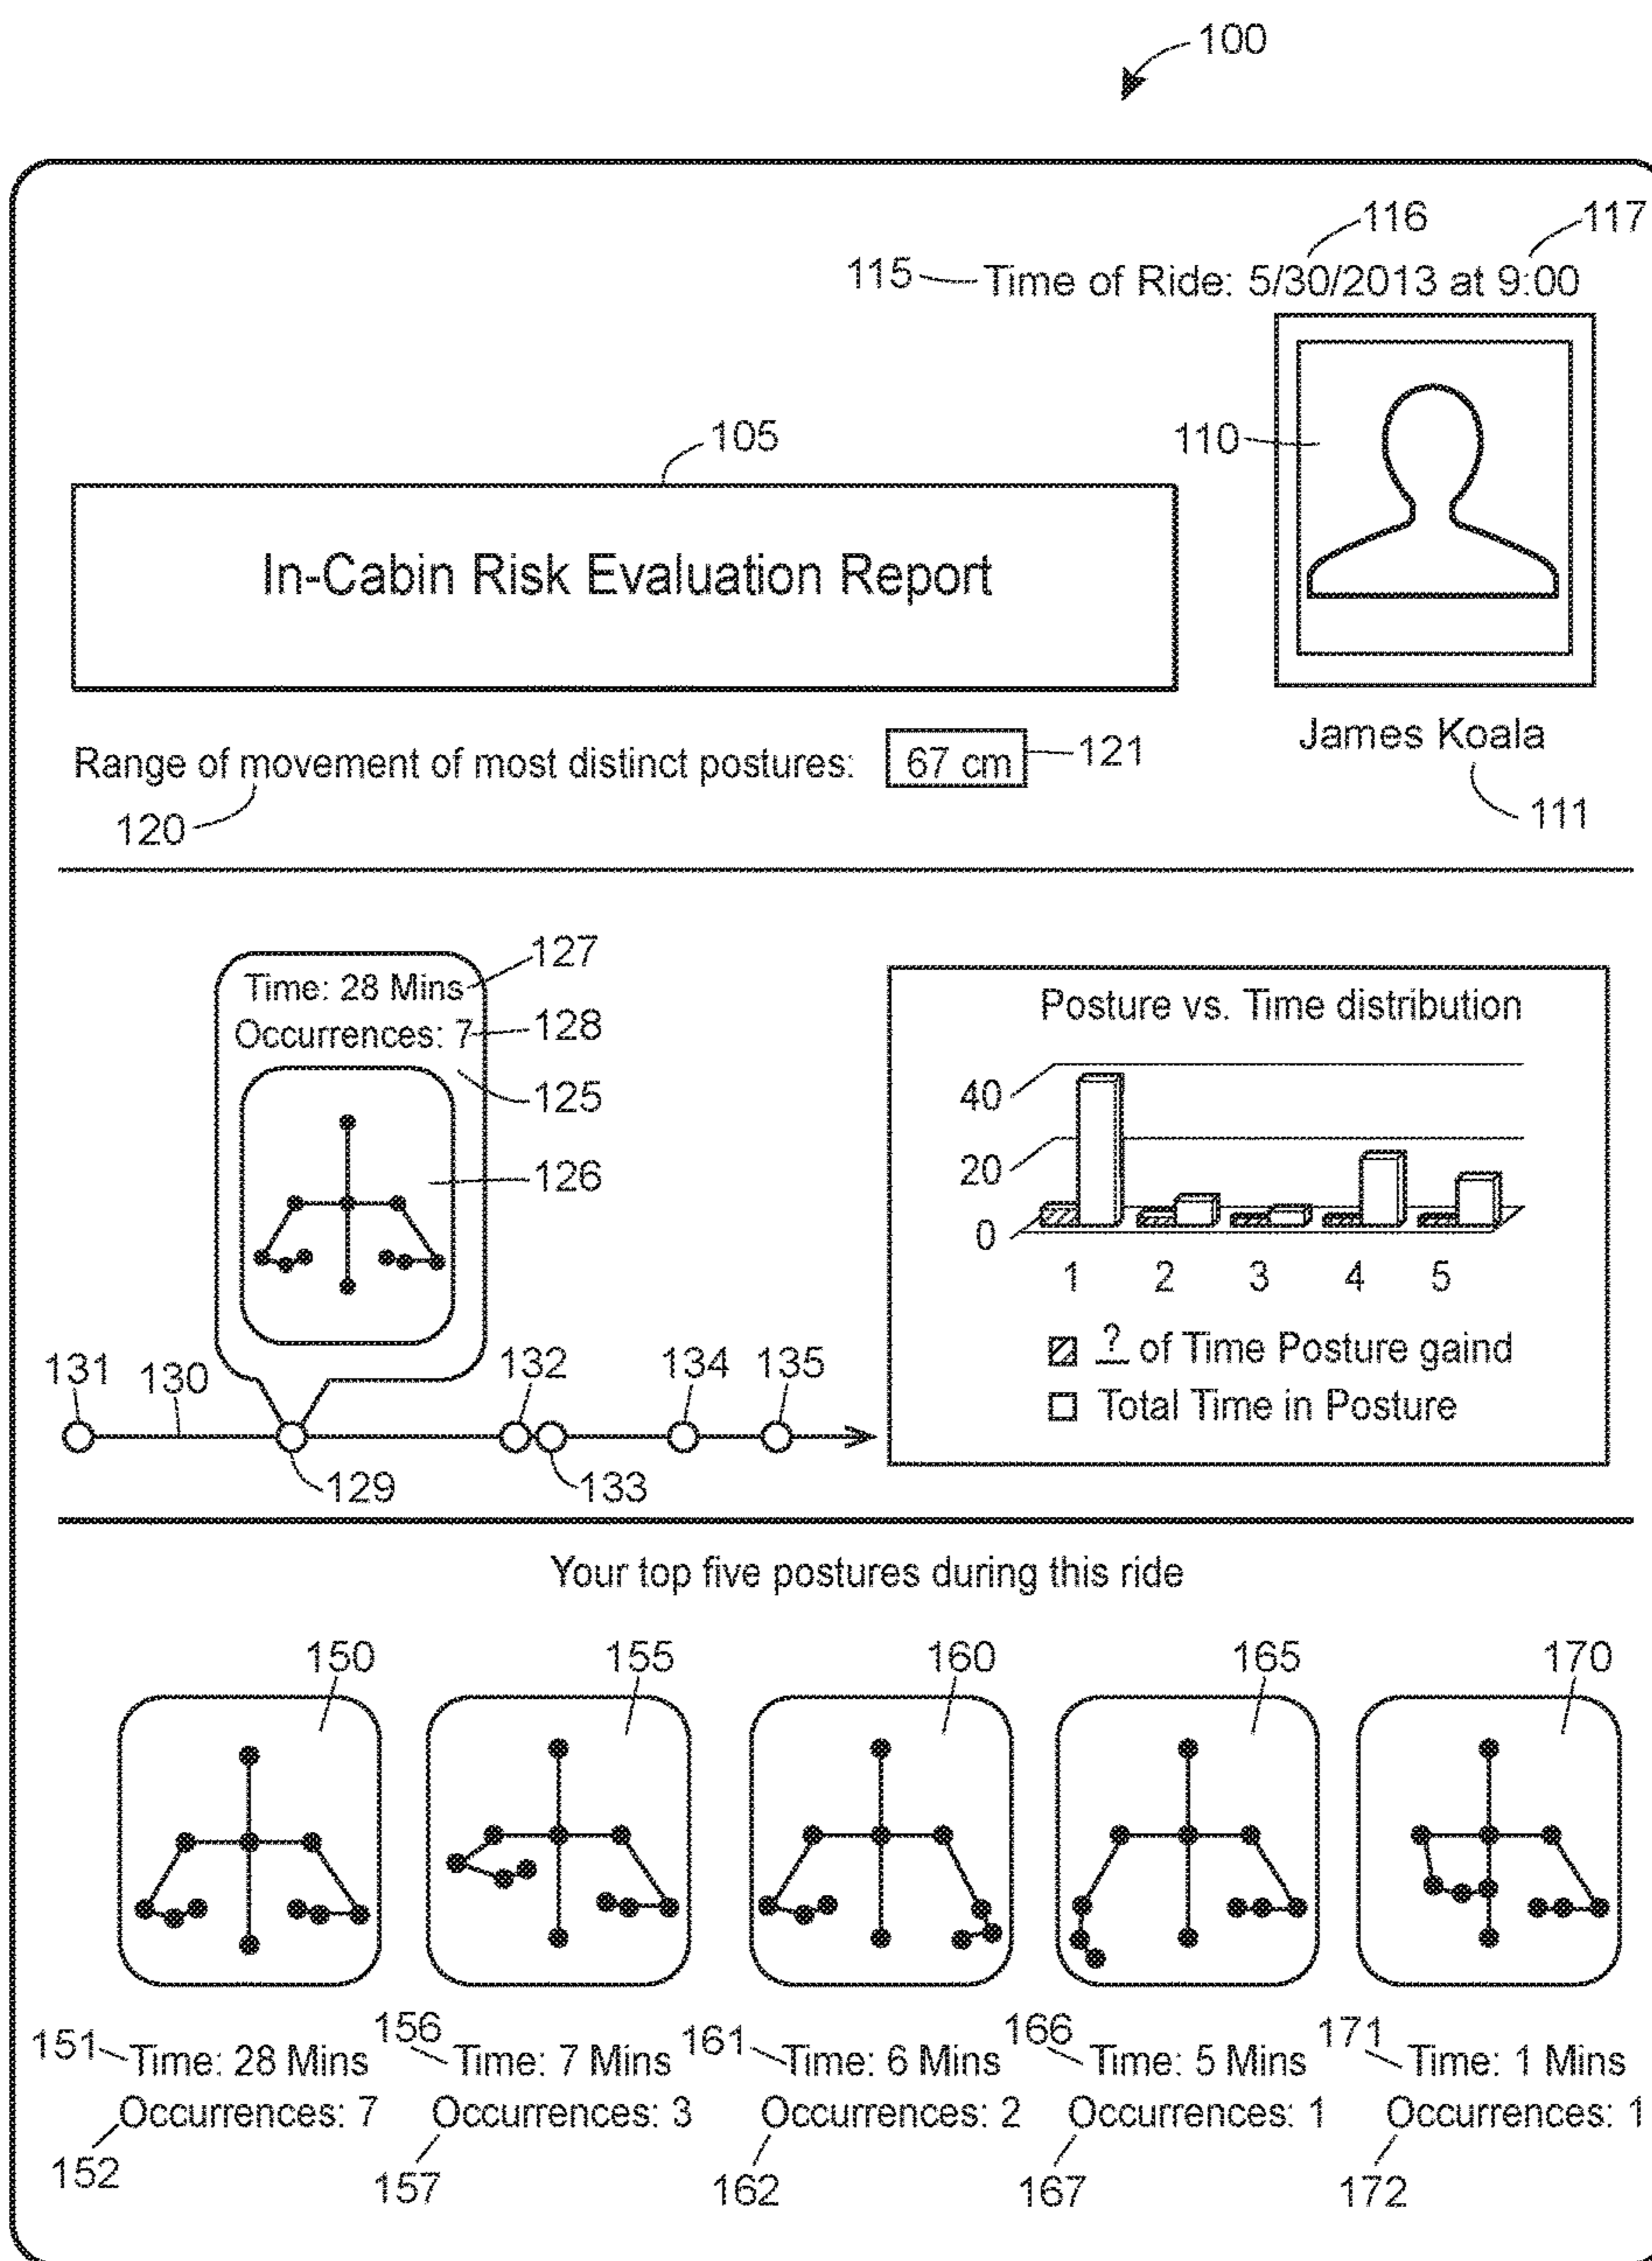 100
116
117
115 Time of Ride: 5/30/2013 at 9:00
105
110
In-Cabin Risk Evaluation Report
James Koala
111
Range of movement of most distinct postures: 67 cm 121
120
Time: 28 Mins 127
Occurrences: 7 128
125
126
131 130 132 134 135
129 133
Posture vs. Time distribution
40
20
0
1 2 3 4 5
? of Time Posture gaind
Total Time in Posture
Your top five postures during this ride
150 155 160 165 170
151 Time: 28 Mins 156 Time: 7 Mins 161 Time: 6 Mins 166 Time: 5 Mins 171 Time: 1 Mins
Occurrences: 7 Occurrences: 3 Occurrences: 2 Occurrences: 1 Occurrences: 1
152 157 162 167 172